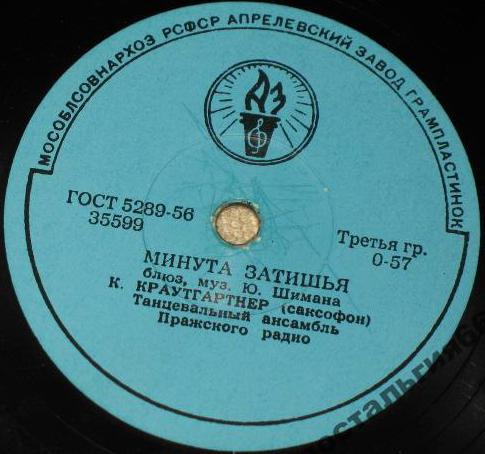 МОСОБЛСОВНАРХОЗ РСФСР АПРЕЛЕВСКИЙ ЗАВОД ГРАМПЛАСТИНОК
АЗ
ГОСТ 5289-56
35599
Третья гр.
0-57
МИНУТА ЗАТИШЬЯ
блюз, муз. Ю. Шимана
К. КРАУТГАРТНЕР (саксофон)
Танцевальный ансамбль
Пражского радио